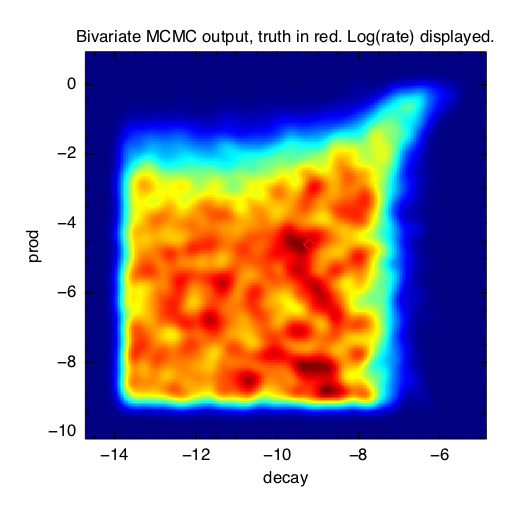 Bivariate MCMC output, truth in red. Log(rate) displayed.
0
−2
−4
−6
−8
−10
prod
−14 −12 −10 −8 −6
decay